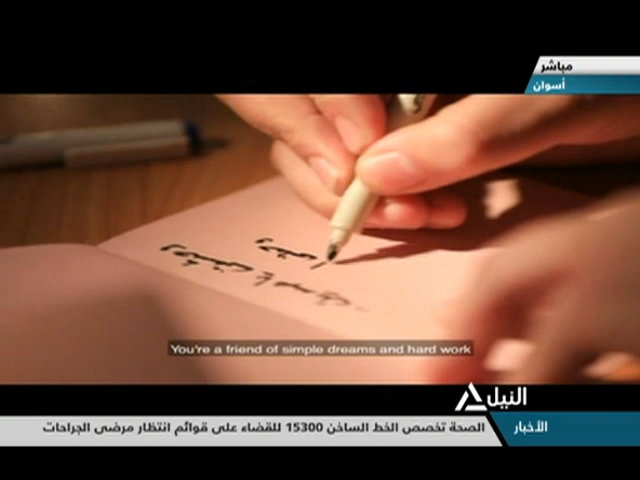 مباشر
أسوان
You're a friend of simple dreams and hard work
النيل
الأخبار
الصحة تخصص الخط الساخن 15300 للقضاء على قوائم انتظار مرضى الجراحات